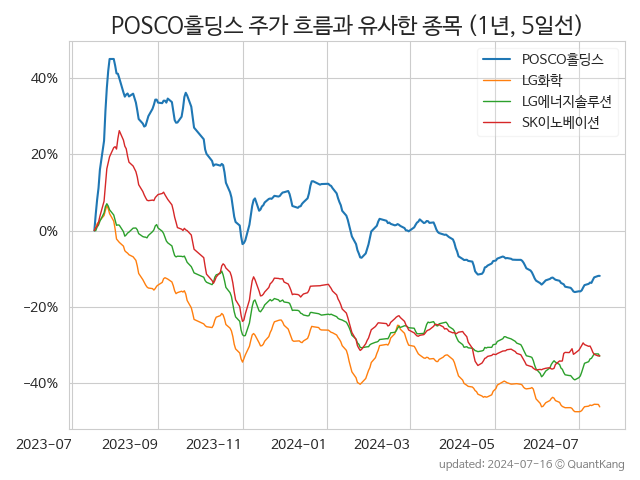 POSCO홀딩스 주가 흐름과 유사한 종목 (1년, 5일선)
POSCO홀딩스
LG화학
LG에너지솔루션
SK이노베이션
40%
20%
0%
−20%
−40%
2023-07 2023-09 2023-11 2024-01 2024-03 2024-05 2024-07
updated: 2024-07-16 © QuantKang